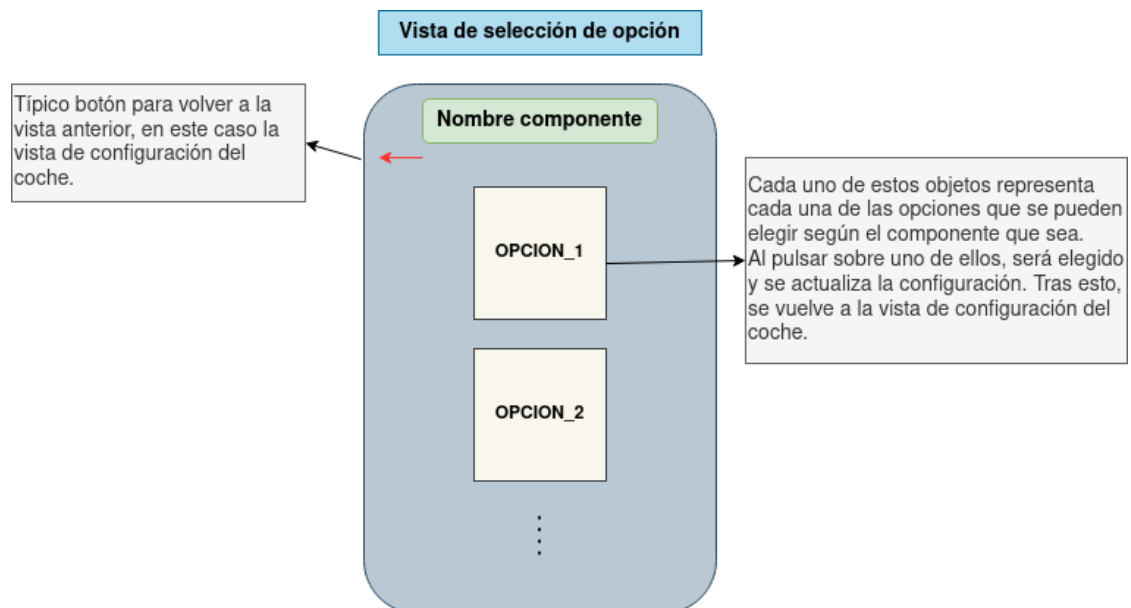 Vista de selección de opción
Típico botón para volver a la
vista anterior, en este caso la
vista de configuración del
coche.
Nombre componente
OPCION_1
Cada uno de estos objetos representa
cada una de las opciones que se pueden
elegir según el componente que sea.
Al pulsar sobre uno de ellos, será elegido
y se actualiza la configuración. Tras esto,
se vuelve a la vista de configuración del
coche.
OPCION_2